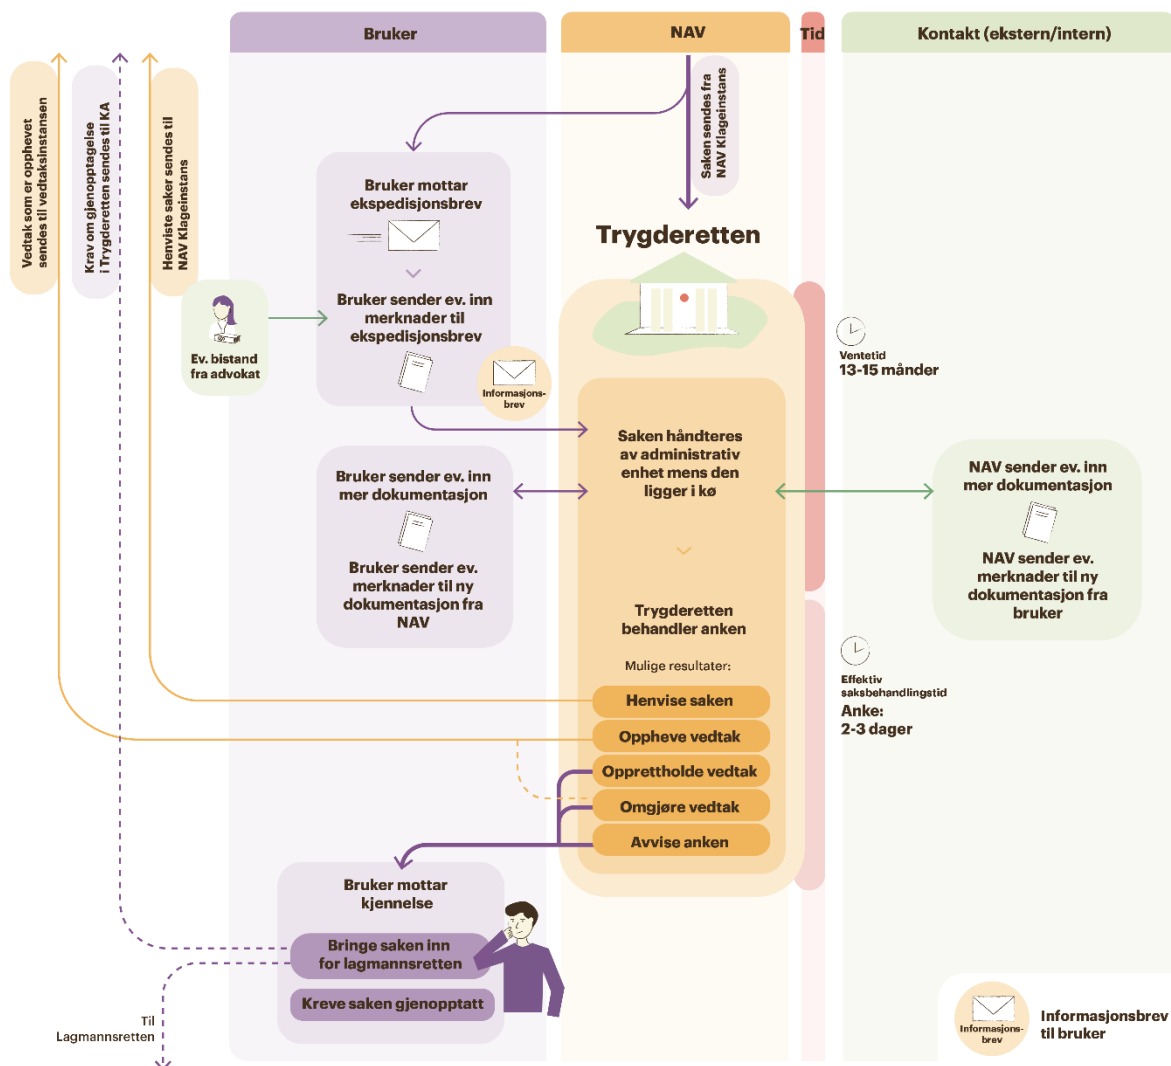 Bruker
NAV
Tid
Kontakt (ekstern/intern)
Vedtak som er opphevet
sendes til vedtaksinstansen
Krav om gjenopptagelse
i Trygderetten sendes til KA
Henviste saker sendes til
NAV Klageinstans
Saken sendes fra
NAV Klageinstans
Bruker mottar
ekspedisjonsbrev
Bruker sender ev. inn
merknader til
ekspedisjonsbrev
Ev. bistand
fra advokat
Informasjons-
brev
Trygderetten
Ventetid
13-15 månder
Saken håndteres
av administrativ
enhet mens den
ligger i kø
Bruker sender ev. inn
mer dokumentasjon
Bruker sender ev.
merknader til ny
dokumentasjon fra
NAV
NAV sender ev. inn
mer dokumentasjon
NAV sender ev.
merknader til ny
dokumentasjon fra
bruker
Trygderetten
behandler anken
Mulige resultater:
Henvise saken
Oppheve vedtak
Opprettholde vedtak
Omgjøre vedtak
Avvise anken
Effektiv
saksbehandlingstid
Anke:
2-3 dager
Bruker mottar
kjennelse
Bringe saken inn
for lagmannsretten
Kreve saken gjenopptatt
Til
Lagmannsretten
Informasjons-
brev
Informasjonsbrev
til bruker